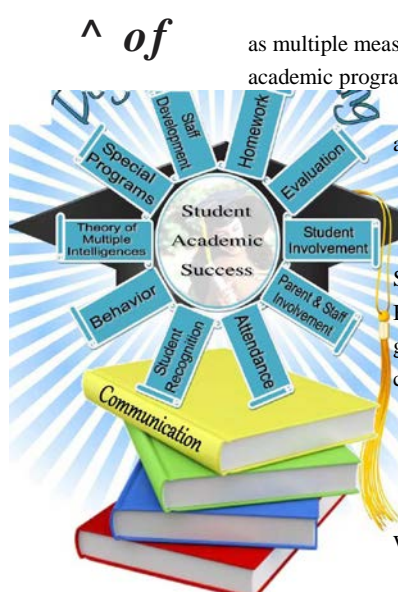 ^ of
as multiple meas
academic progra
Staff
Development
Homework
Special
Programs
Evaluation
Theory of
Multiple
Intelligences
Student
Academic
Success
Student
Involvement
Behavior
Parent & Staff
Involvement
Student
Recognition
Attendance
Communication